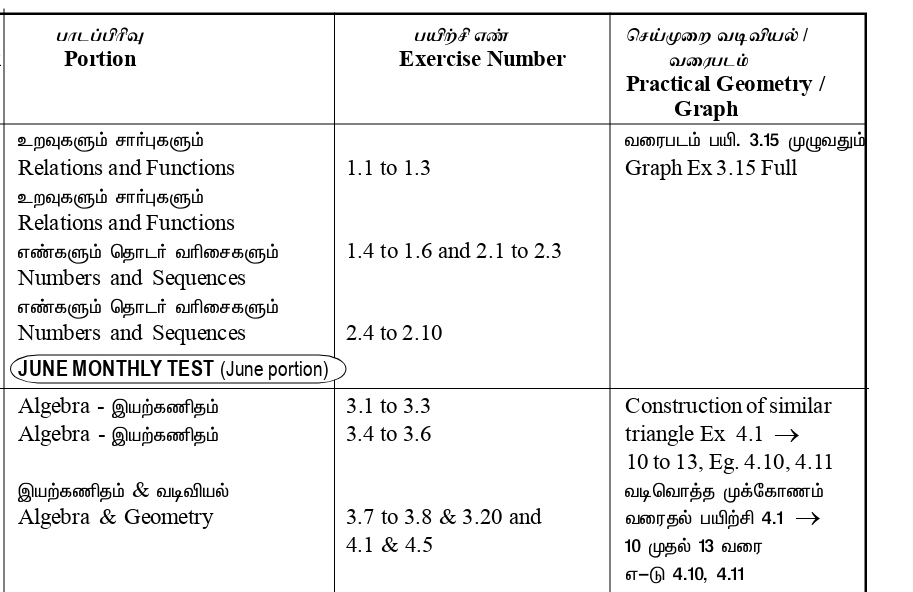 பாடப்பிரிவு
Portion
பயிற்சி எண்
Exercise Number
செய்முறை வடிவியல் /
வரைபடம்
Practical Geometry /
Graph
உறவுகளும் சார்புகளும்
Relations and Functions
1.1 to 1.3
வரைபடம் பயி. 3.15 முழுவதும்
Graph Ex 3.15 Full
உறவுகளும் சார்புகளும்
Relations and Functions
எண்களும் தொடர் வரிசைகளும்
1.4 to 1.6 and 2.1 to 2.3
Numbers and Sequences
எண்களும் தொடர் வரிசைகளும்
Numbers and Sequences
2.4 to 2.10
JUNE MONTHLY TEST (June portion)
Algebra - இயற்கணிதம்
3.1 to 3.3
Algebra - இயற்கணிதம்
3.4 to 3.6
Construction of similar
triangle Ex 4.1 →
10 to 13, Eg. 4.10, 4.11
இயற்கணிதம் & வடிவியல்
Algebra & Geometry
3.7 to 3.8 & 3.20 and
4.1 & 4.5
வடிவொத்த முக்கோணம்
வரைதல் பயிற்சி 4.1 →
10 முதல் 13 வரை
எ–டு 4.10, 4.11